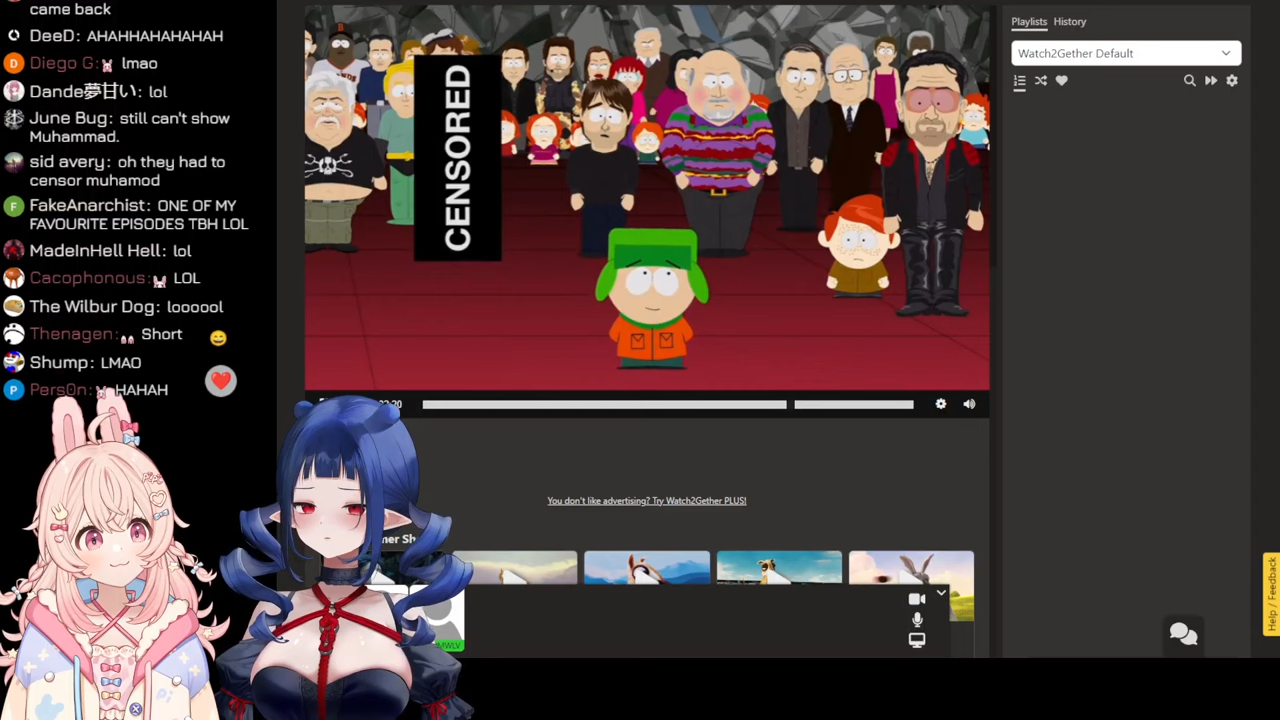 came back
DeeD: AHAHHAHAHAHAH
Diego G: lmao
Dande夢甘い: lol
June Bug: still can't show
Muhammad.
sid avery: oh they had to
censor muhamod
FakeAnarchist: ONE OF MY
FAVOURITE EPISODES TBH LOL
MadeInHell Hell: lol
Cacophonous: LOL
The Wilbur Dog: loooool
Thenagen: Short
Shump: LMAO
Pers0n: HAHAH
CENSORED
You don't like advertising? Try Watch2Gether PLUS!
Playlists History
Watch2Gether Default
Help / Feedback